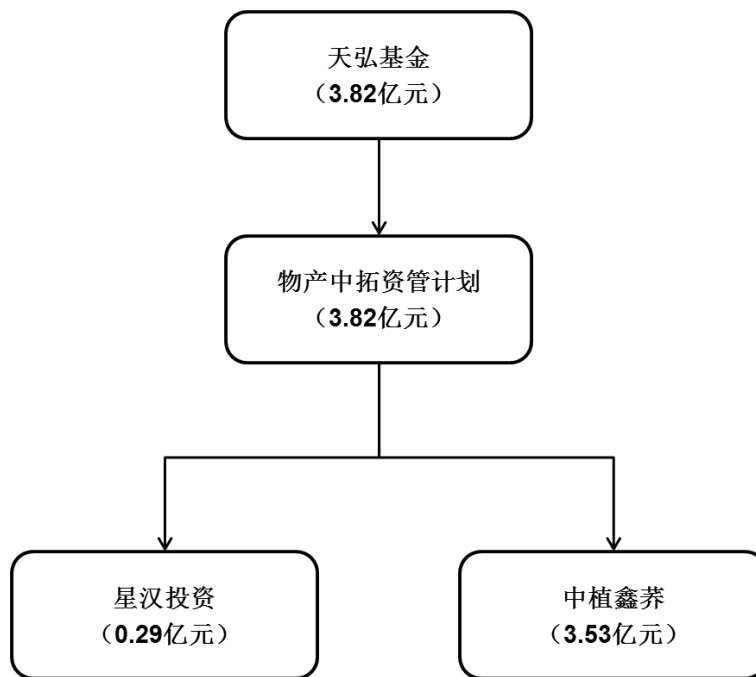 天弘基金
（3.82亿元）
物产中拓资管计划
（3.82亿元）
星汉投资
（0.29亿元）
中植鑫荞
（3.53亿元）